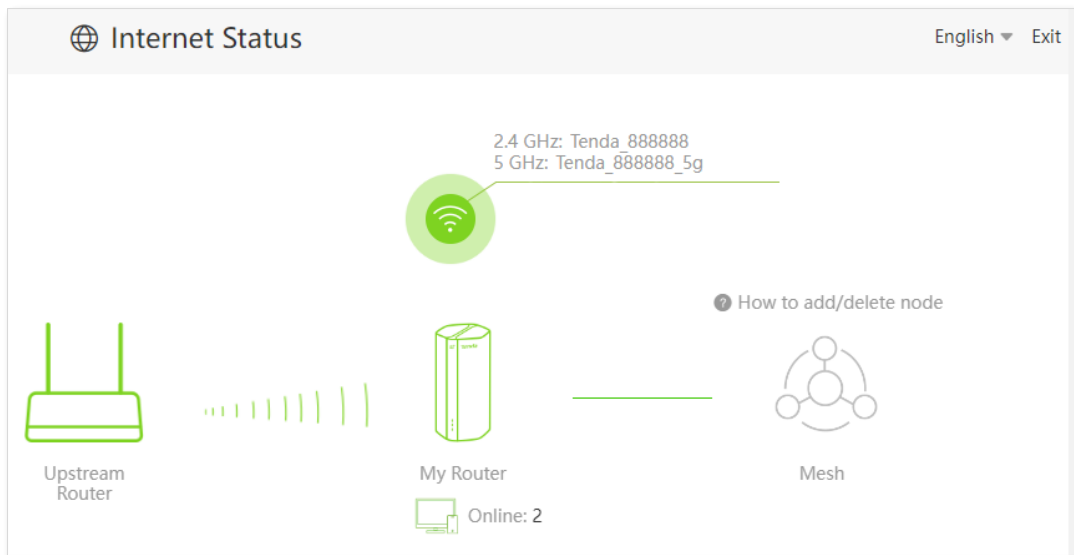 Internet Status
English
Exit
2.4 GHz: Tenda_888888
5 GHz: Tenda_888888_5g
How to add/delete node
Upstream
Router
My Router
Mesh
Online: 2